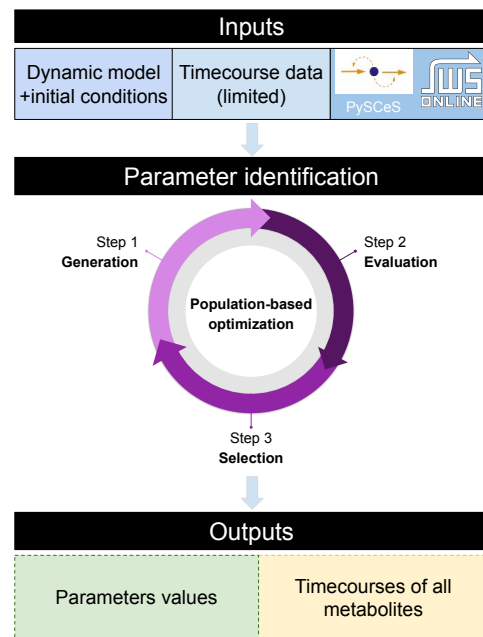 Inputs
Dynamic model
+initial conditions
Timecourse data
(limited)
PySCeS
JWS
ONLINE
Parameter identification
Step 1
Generation
Step 2
Evaluation
Population-based
optimization
Step 3
Selection
Outputs
Parameters values
Timecourses of all
metabolites